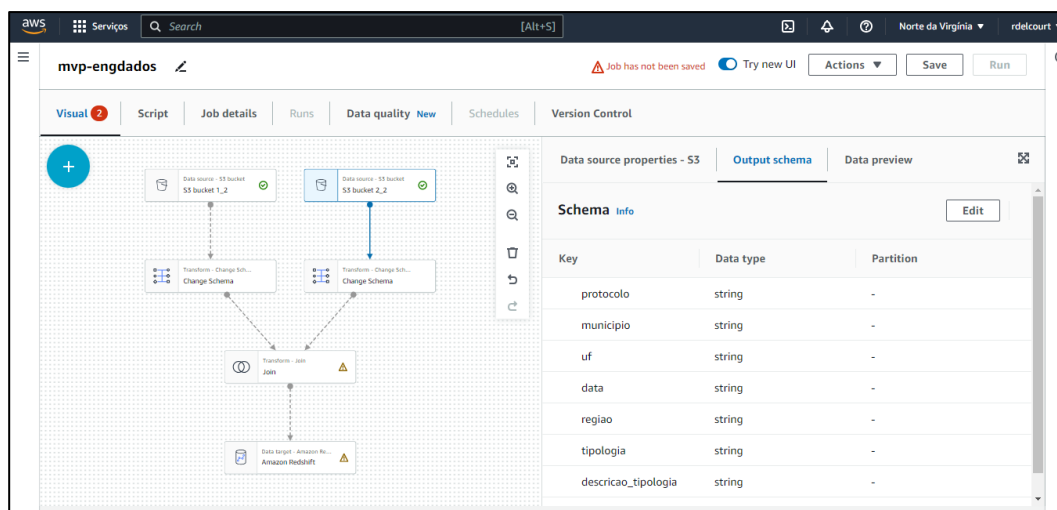 aws
Serviços
Search
[Alt+S]
Norte da Virgínia ▼
rdelcourt
mvp-engdados
Job has not been saved
Try new UI
Actions ▼
Save
Run
Visual 2
Script
Job details
Runs
Data quality New
Schedules
Version Control
Data source - S3 bucket
S3 bucket 1_2
Data source - S3 bucket
S3 bucket 2_2
Transform - Change Sch...
Change Schema
Transform - Change Sch...
Change Schema
Transform - Join
Join
Data target - Amazon Re...
Amazon Redshift
Data source properties - S3
Output schema
Data preview
Schema Info
Edit
Key Data type Partition
protocolo string -
municipio string -
uf string -
data string -
regiao string -
tipologia string -
descricao_tipologia string -